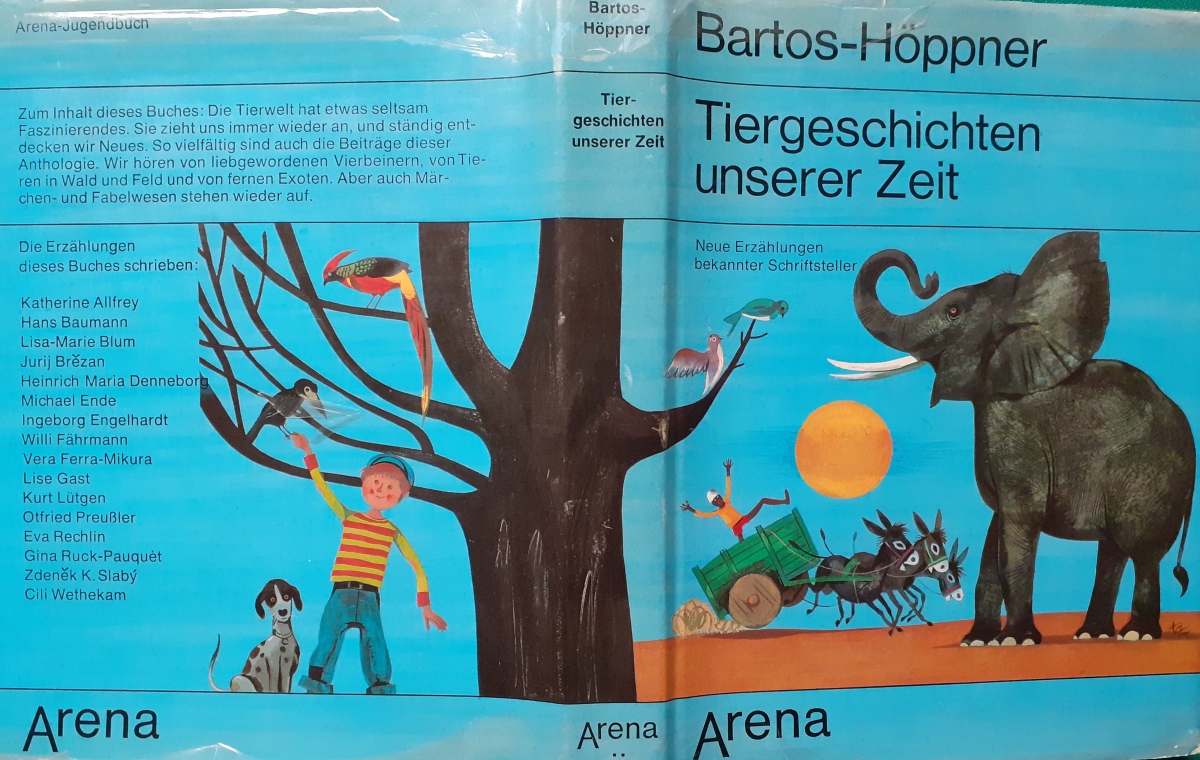 Arena-Jugendbuch
Zum Inhalt dieses Buches: Die Tierwelt hat etwas seltsam
Faszinierendes. Sie zieht uns immer wieder an, und ständig ent-
decken wir Neues. So vielfältig sind auch die Beiträge dieser
Anthologie. Wir hören von liebgewordenen Vierbeinern, von Tie-
ren in Wald und Feld und von fernen Exoten. Aber auch Mär-
chen- und Fabelwesen stehen wieder auf.
Die Erzählungen
dieses Buches schrieben:
Katherine Allfrey
Hans Baumann
Lisa-Marie Blum
Jurij Brězan
Heinrich Maria Denneborg
Michael Ende
Ingeborg Engelhardt
Willi Fährmann
Vera Ferra-Mikura
Lise Gast
Kurt Lütgen
Otfried Preußler
Eva Rechlin
Gina Ruck-Pauquèt
Zdeněk K. Slabý
Cili Wethekam
Arena
Bartos-
Höppner
Tier-
geschichten
unserer Zeit
Arena
Bartos-Höppner
Tiergeschichten
unserer Zeit
Neue Erzählungen
bekannter Schriftsteller
Arena